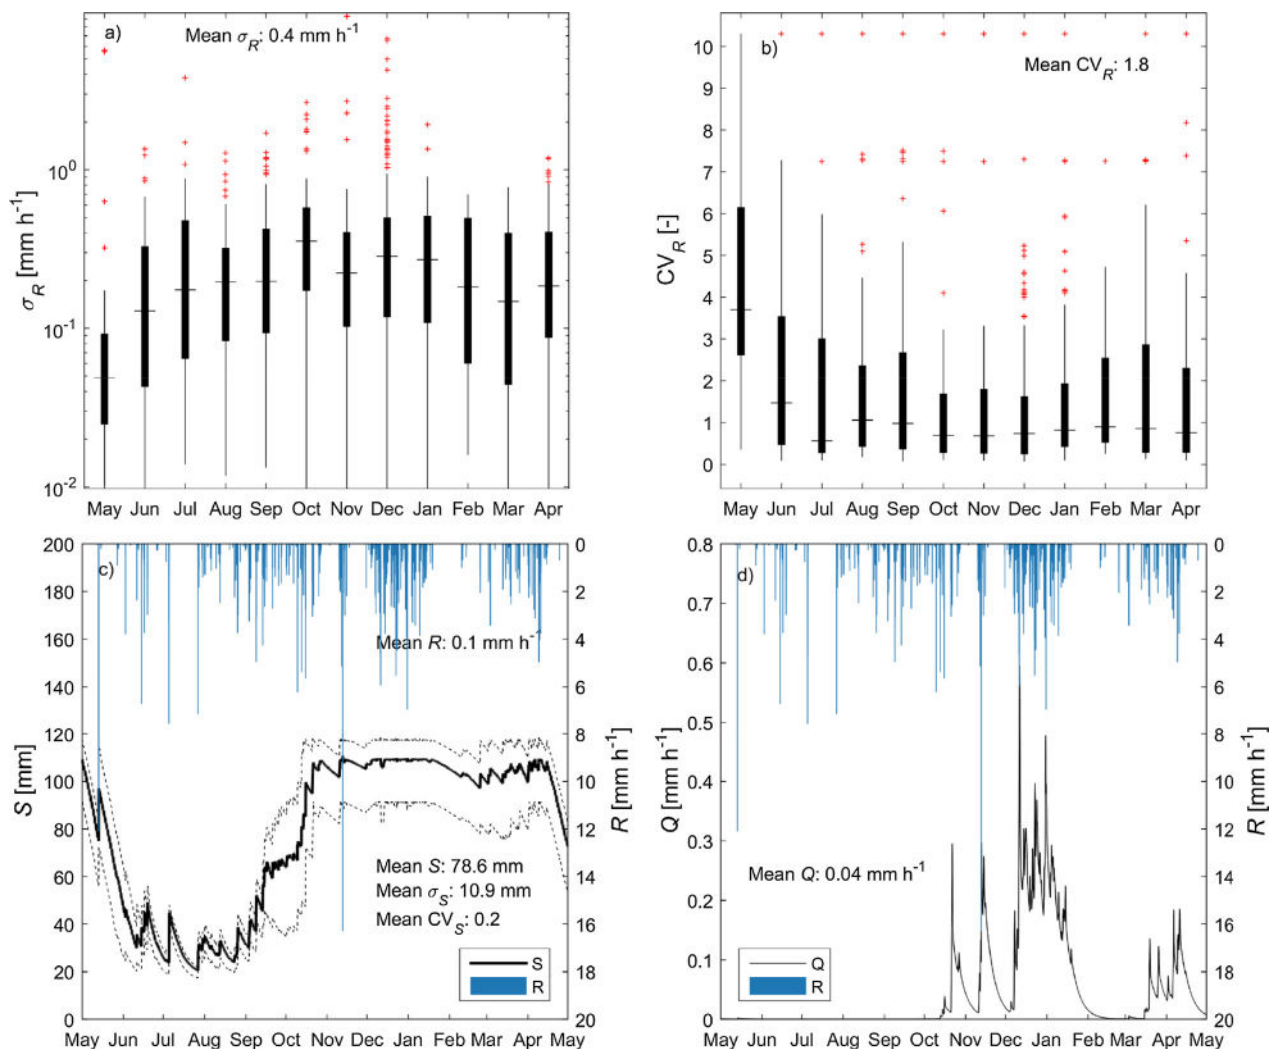 a)
Mean σR: 0.4 mm h-1
σR [mm h-1]
100
10-1
10-2
May Jun Jul Aug Sep Oct Nov Dec Jan Feb Mar Apr
b)
Mean CVR: 1.8
CVR [-]
10
9
8
7
6
5
4
3
2
1
0
May Jun Jul Aug Sep Oct Nov Dec Jan Feb Mar Apr
c)
Mean R: 0.1 mm h-1
S [mm]
200
180
160
140
120
100
80
60
40
20
0
Mean S: 78.6 mm
Mean σS: 10.9 mm
Mean CVS: 0.2
S
R
R [mm h-1]
0
2
4
6
8
10
12
14
16
18
20
May Jun Jul Aug Sep Oct Nov Dec Jan Feb Mar Apr May
d)
Q [mm h-1]
0.8
0.7
0.6
0.5
0.4
0.3
0.2
0.1
0
Mean Q: 0.04 mm h-1
Q
R
R [mm h-1]
0
2
4
6
8
10
12
14
16
18
20
May Jun Jul Aug Sep Oct Nov Dec Jan Feb Mar Apr May